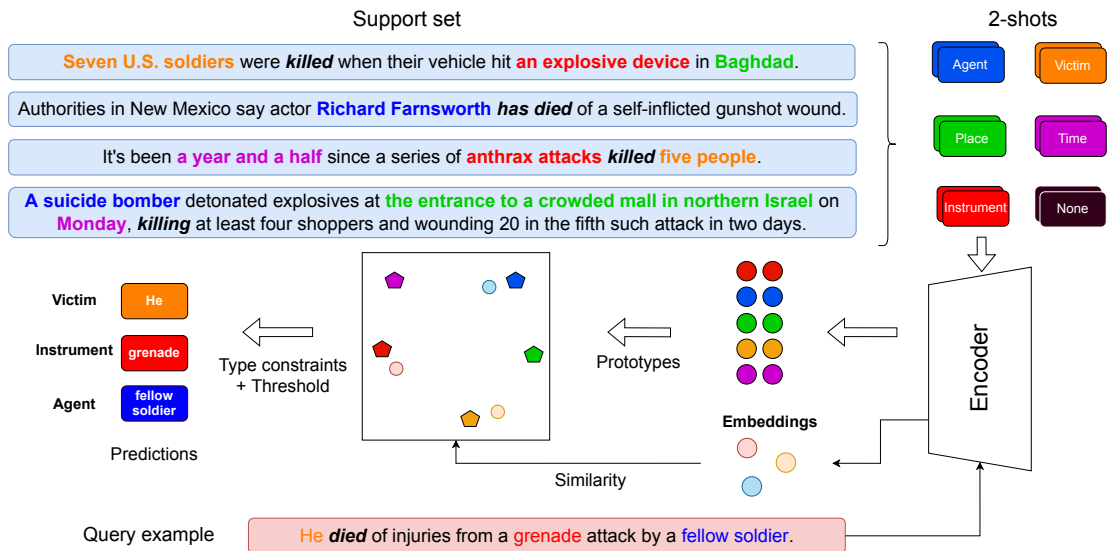 Support set
2-shots
Seven U.S. soldiers were killed when their vehicle hit an explosive device in Baghdad.
Authorities in New Mexico say actor Richard Farnsworth has died of a self-inflicted gunshot wound.
It's been a year and a half since a series of anthrax attacks killed five people.
A suicide bomber detonated explosives at the entrance to a crowded mall in northern Israel on
Monday, killing at least four shoppers and wounding 20 in the fifth such attack in two days.
Agent
Victim
Place
Time
Instrument
None
Victim
He
Instrument
grenade
Agent
fellow
soldier
Predictions
Type constraints
+ Threshold
Prototypes
Embeddings
Encoder
Similarity
Query example
He died of injuries from a grenade attack by a fellow soldier.